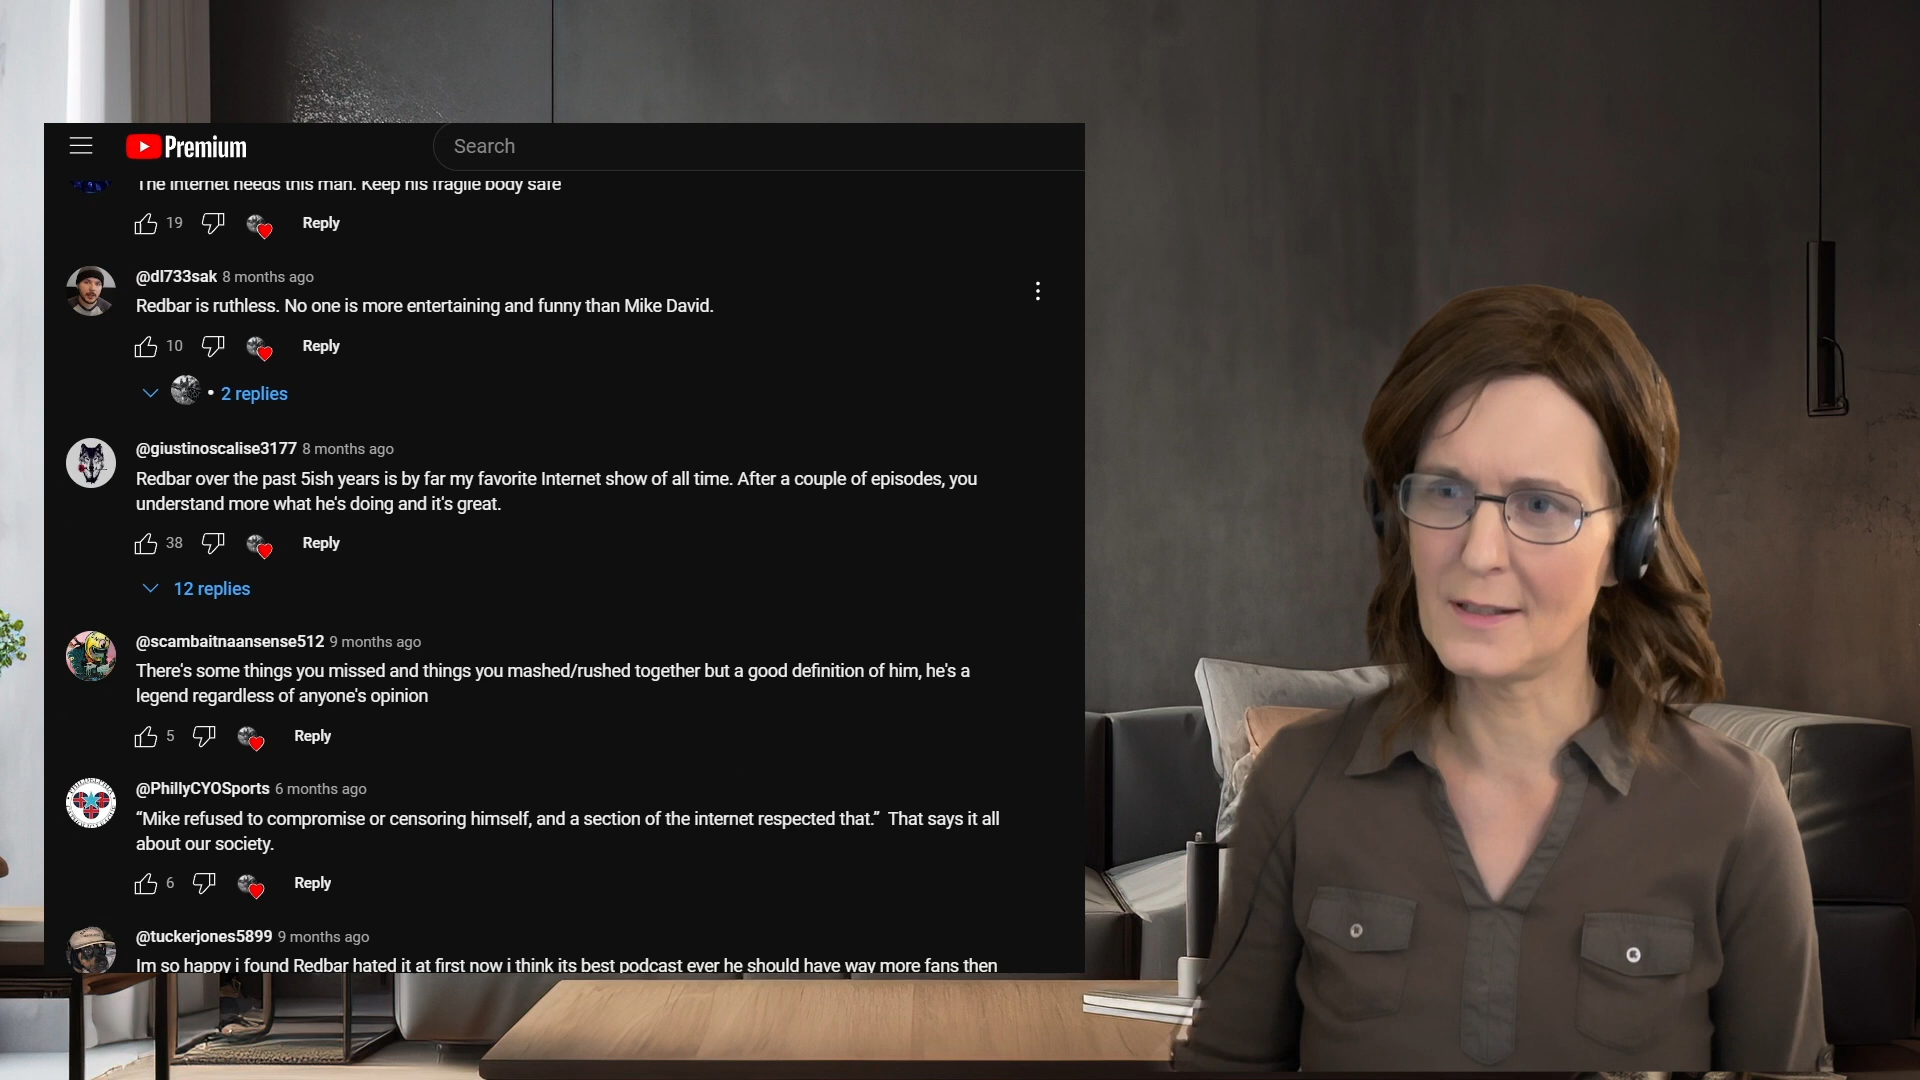 Premium
Search
The Internet needs this man. Keep his fragile body safe
19
Reply
@dl733sak 8 months ago
Redbar is ruthless. No one is more entertaining and funny than Mike David.
10
Reply
• 2 replies
@giustinoscalise3177 8 months ago
Redbar over the past 5ish years is by far my favorite Internet show of all time. After a couple of episodes, you
understand more what he's doing and it's great.
38
Reply
12 replies
@scambaitnaansense512 9 months ago
There's some things you missed and things you mashed/rushed together but a good definition of him, he's a
legend regardless of anyone's opinion
5
Reply
@PhillyCYOSports 6 months ago
“Mike refused to compromise or censoring himself, and a section of the internet respected that.” That says it all
about our society.
6
Reply
@tuckerjones5899 9 months ago
Im so happy i found Redbar hated it at first now i think its best podcast ever he should have way more fans then